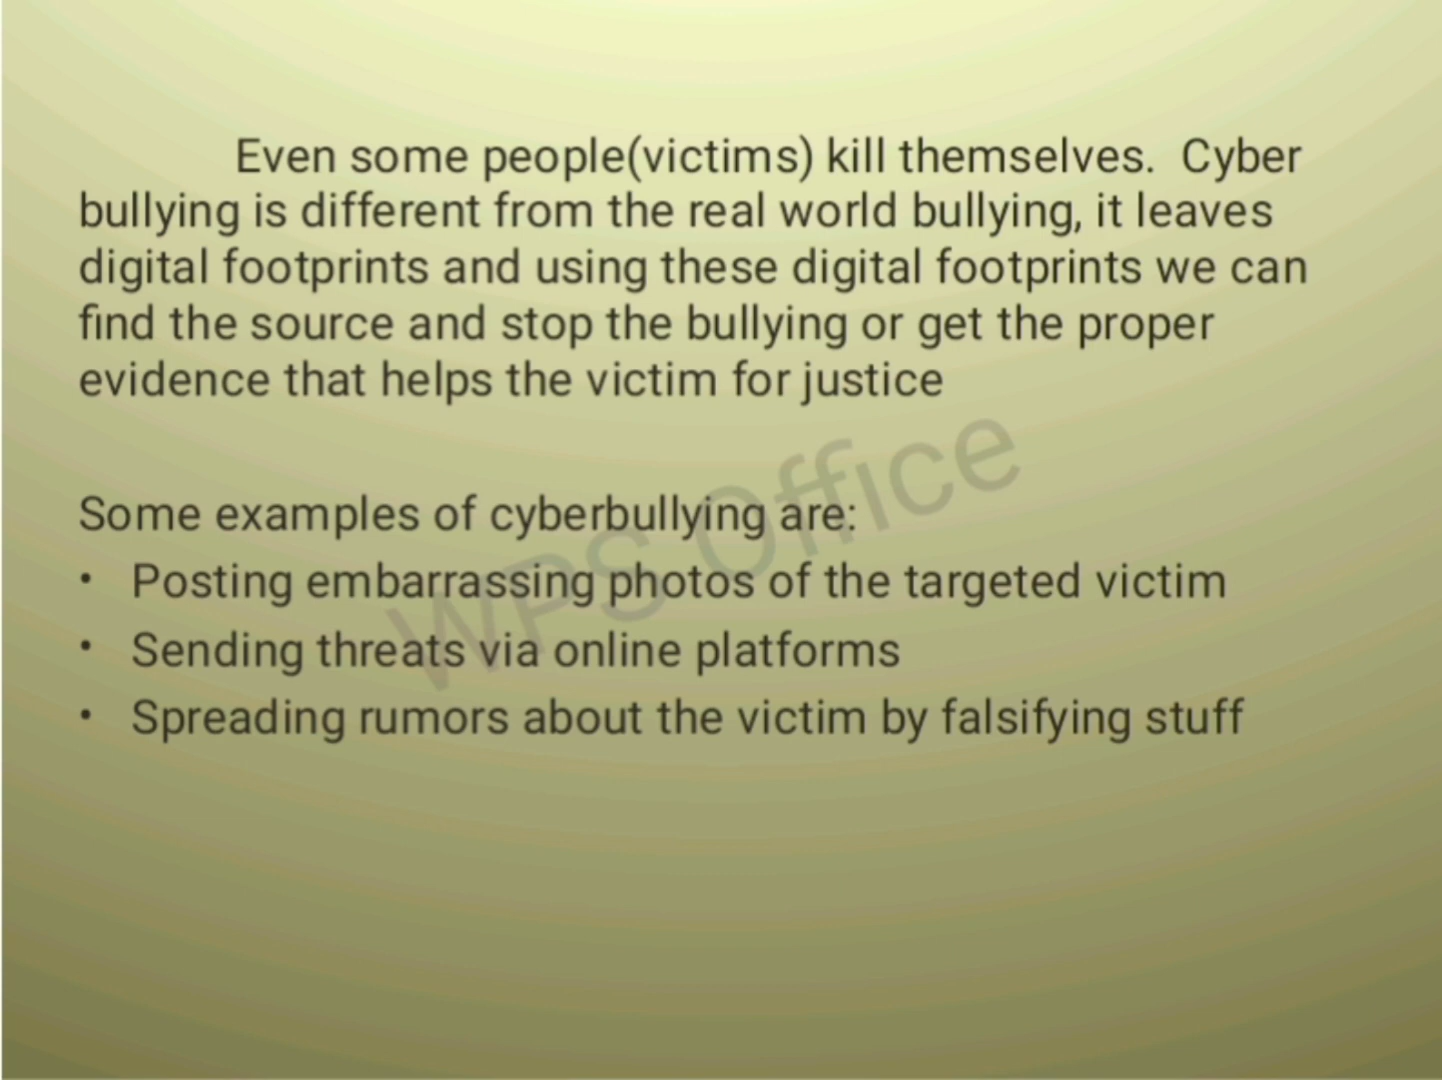 Even some people(victims) kill themselves.  Cyber
bullying is different from the real world bullying, it leaves
digital footprints and using these digital footprints we can
find the source and stop the bullying or get the proper
evidence that helps the victim for justice
Some examples of cyberbullying are:
• Posting embarrassing photos of the targeted victim
• Sending threats via online platforms
• Spreading rumors about the victim by falsifying stuff
WPS Office